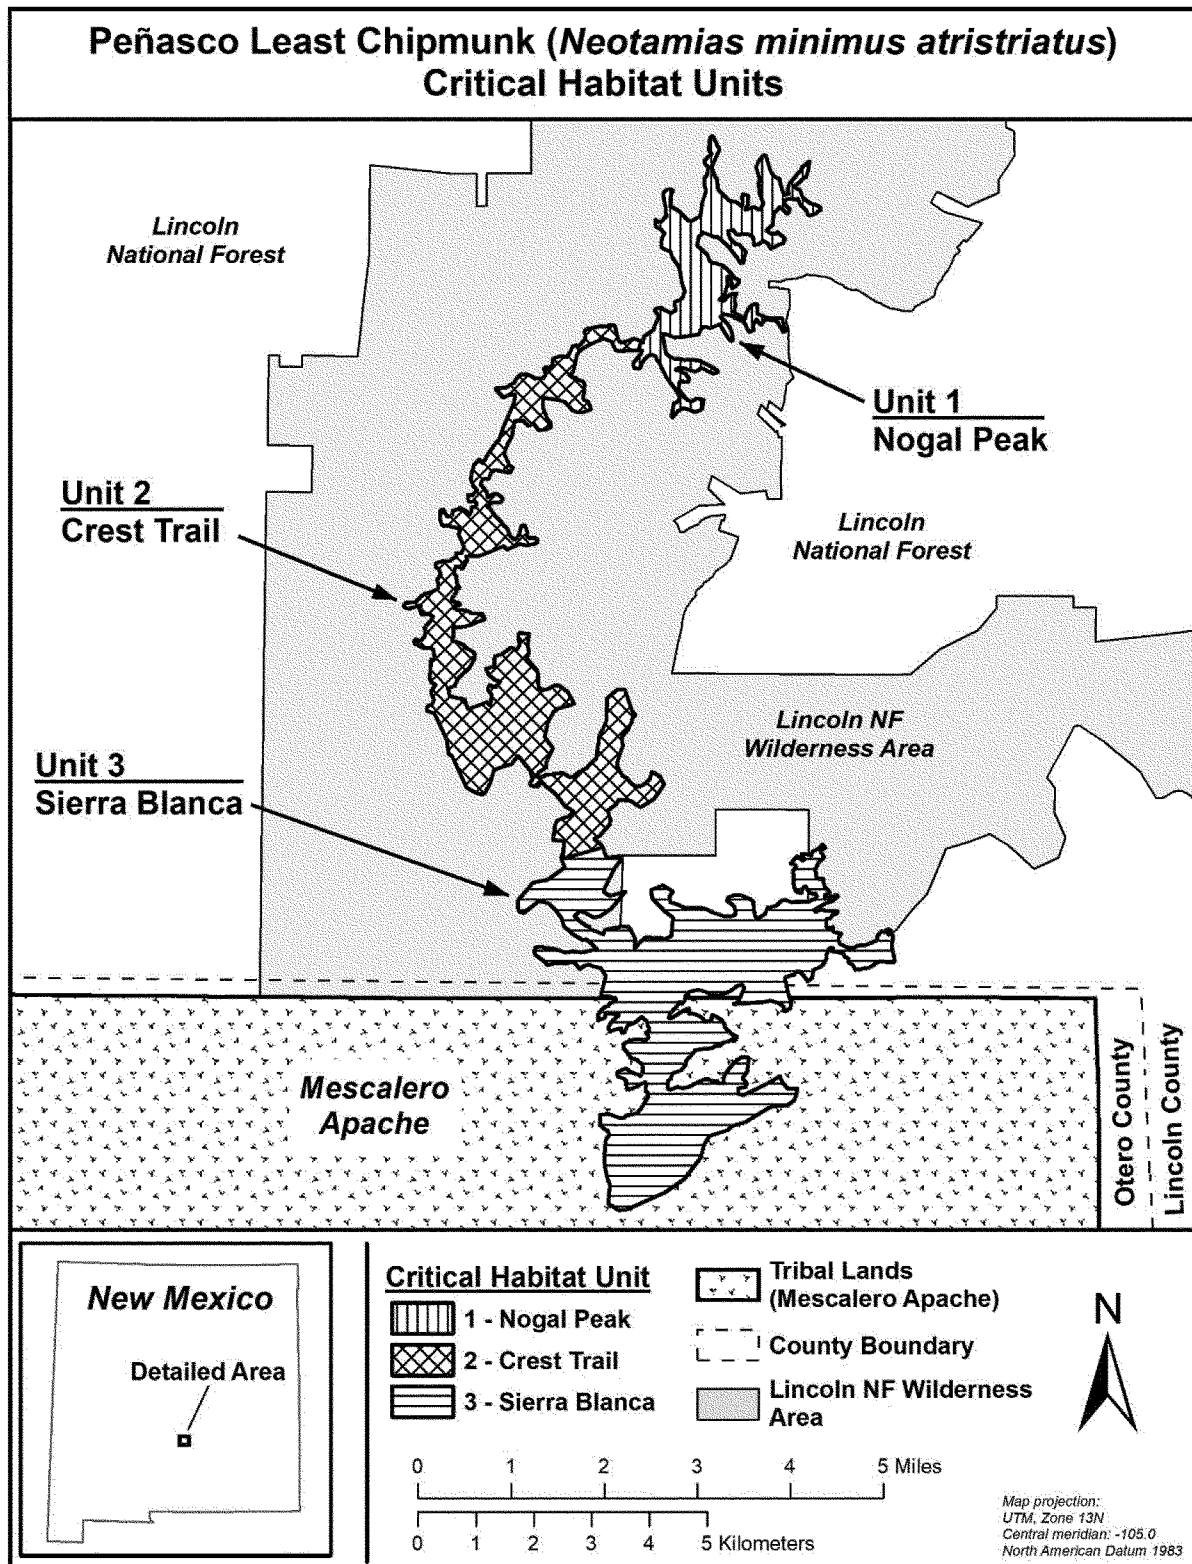 Peñasco Least Chipmunk (Neotamias minimus atristriatus)
Critical Habitat Units
Lincoln
National Forest
Unit 1
Nogal Peak
Unit 2
Crest Trail
Lincoln
National Forest
Lincoln NF
Wilderness Area
Unit 3
Sierra Blanca
Mescalero
Apache
Otero County
Lincoln County
New Mexico
Detailed Area
Critical Habitat Unit
1 - Nogal Peak
2 - Crest Trail
3 - Sierra Blanca
Tribal Lands
(Mescalero Apache)
County Boundary
Lincoln NF Wilderness
Area
N
0 1 2 3 4 5 Miles
0 1 2 3 4 5 Kilometers
Map projection:
UTM, Zone 13N
Central meridian: -105.0
North American Datum 1983